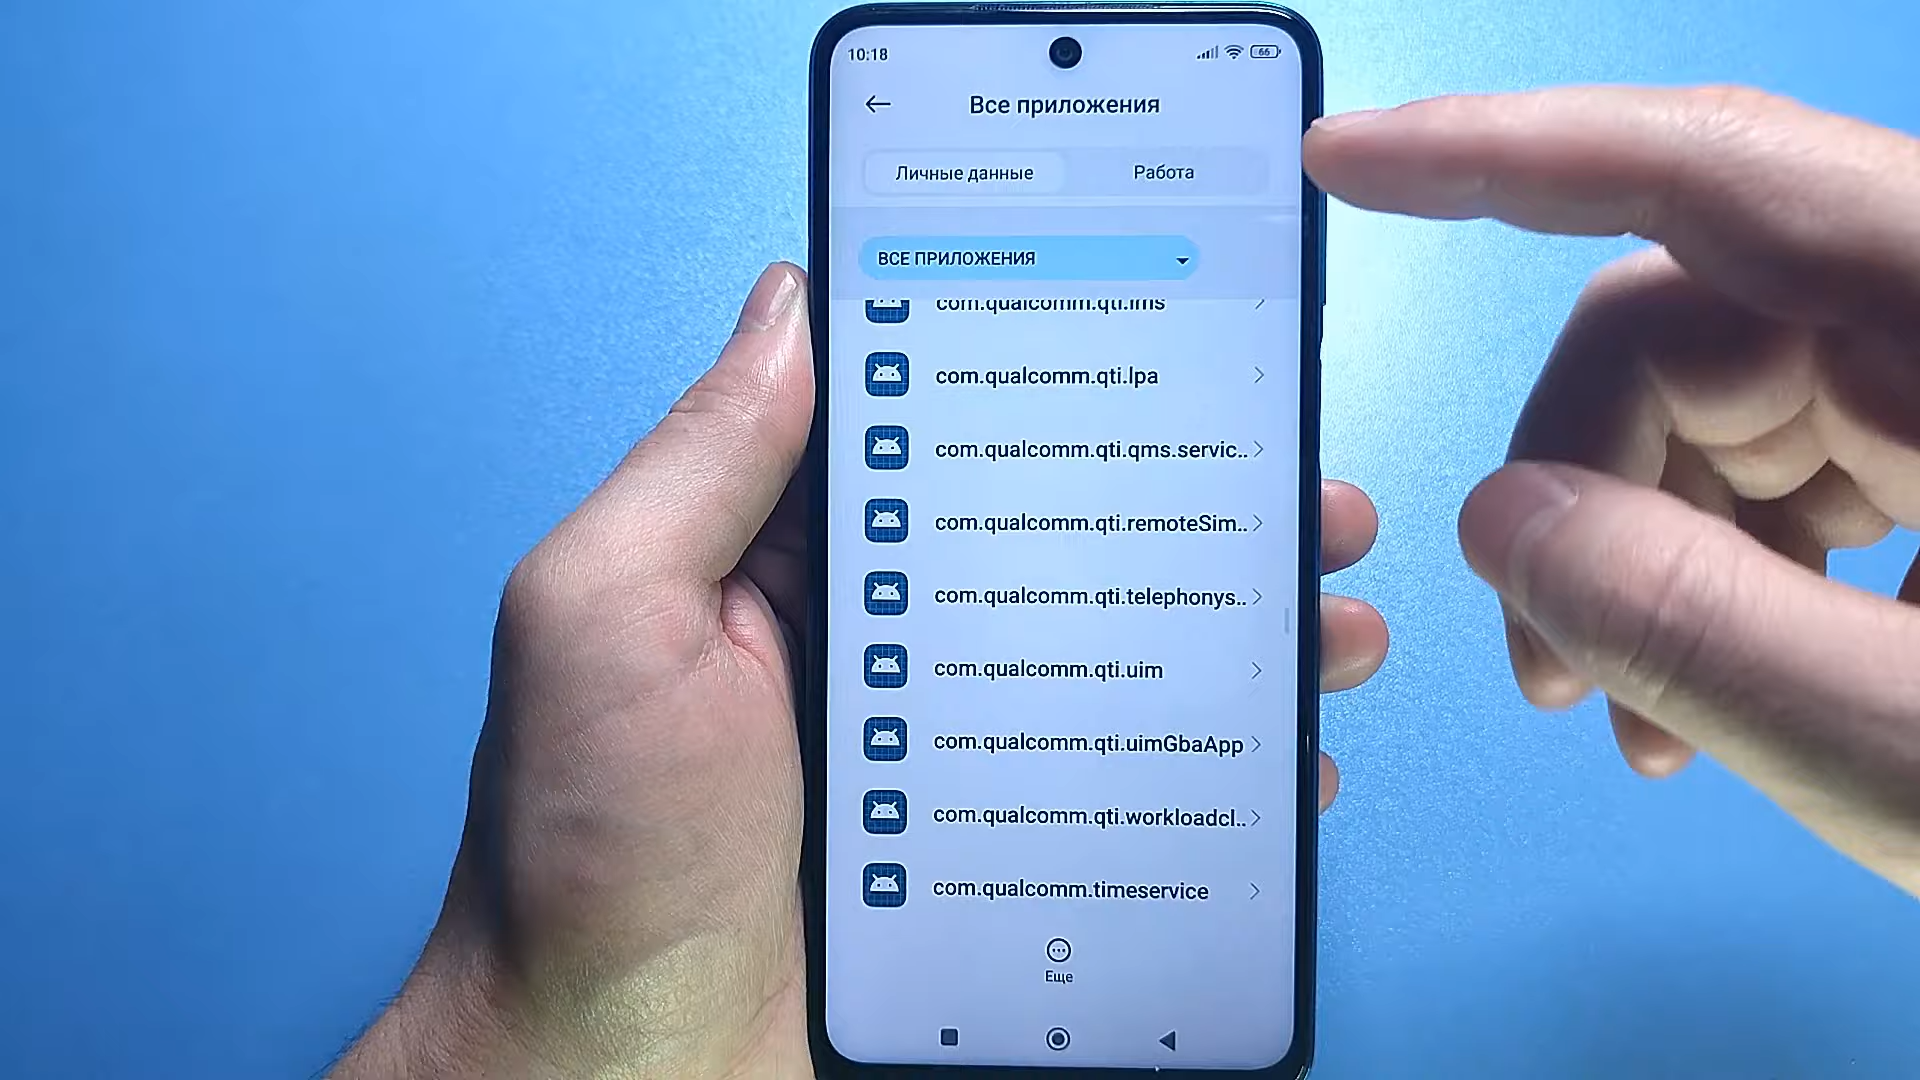 10:18
66
Все приложения
Личные данные
Работа
ВСЕ ПРИЛОЖЕНИЯ
com.qualcomm.qti.ims
com.qualcomm.qti.lpa
com.qualcomm.qti.qms.servic..
com.qualcomm.qti.remoteSim..
com.qualcomm.qti.telephonys..
com.qualcomm.qti.uim
com.qualcomm.qti.uimGbaApp
com.qualcomm.qti.workloadcl..
com.qualcomm.timeservice
Еще